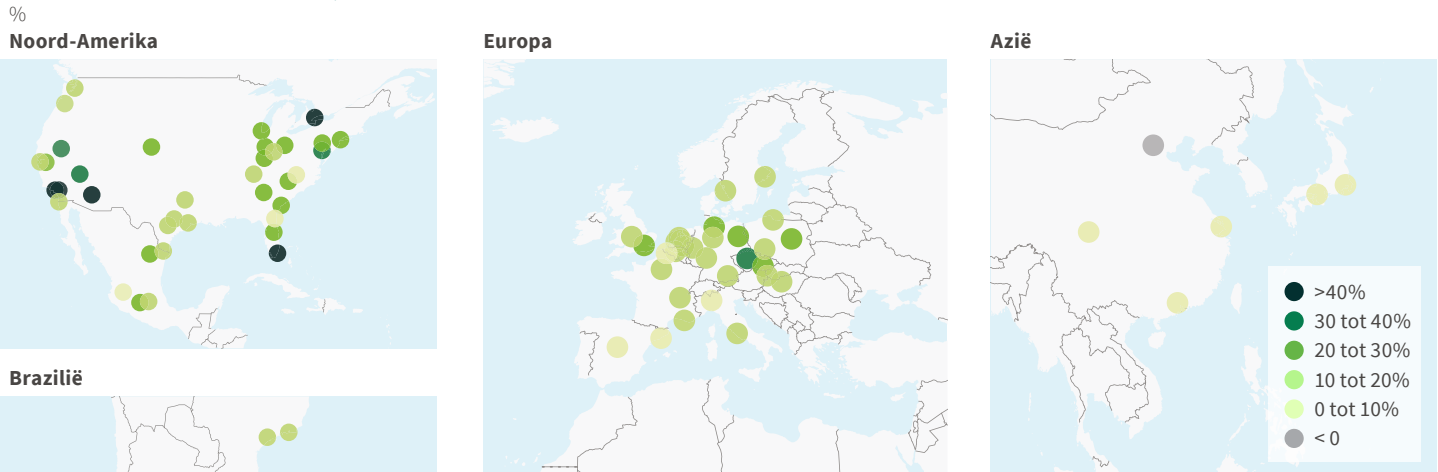 %
Noord-Amerika
Europa
Azië
>40%
30 tot 40%
20 tot 30%
10 tot 20%
0 tot 10%
< 0
Brazilië